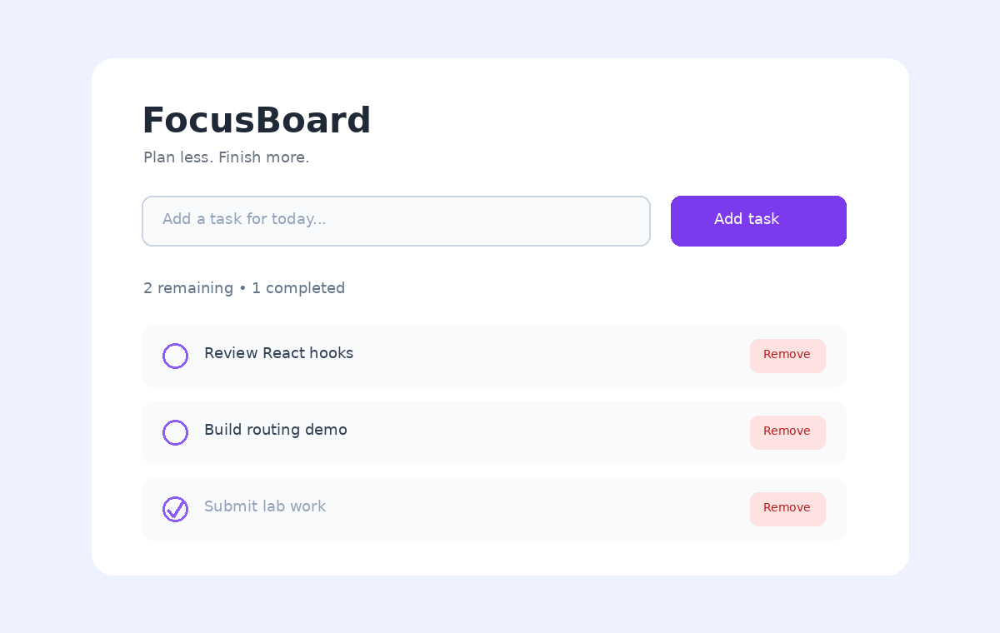 FocusBoard
Plan less. Finish more.
Add a task for today...
Add task
2 remaining • 1 completed
Review React hooks
Remove
Build routing demo
Remove
Submit lab work
Remove